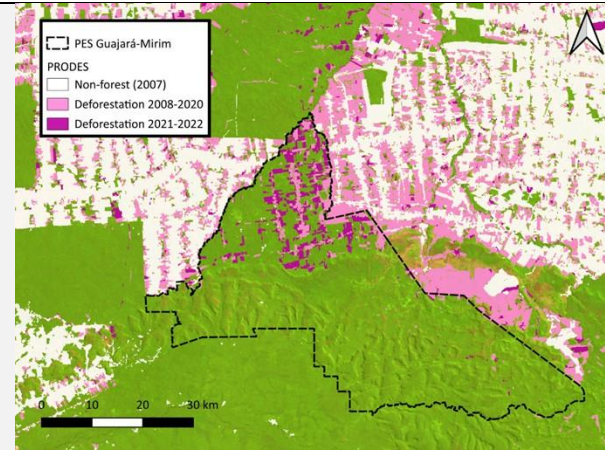 PES Guajará-Mirim
PRODES
Non-forest (2007)
Deforestation 2008-2020
Deforestation 2021-2022
0 10 20 30 km